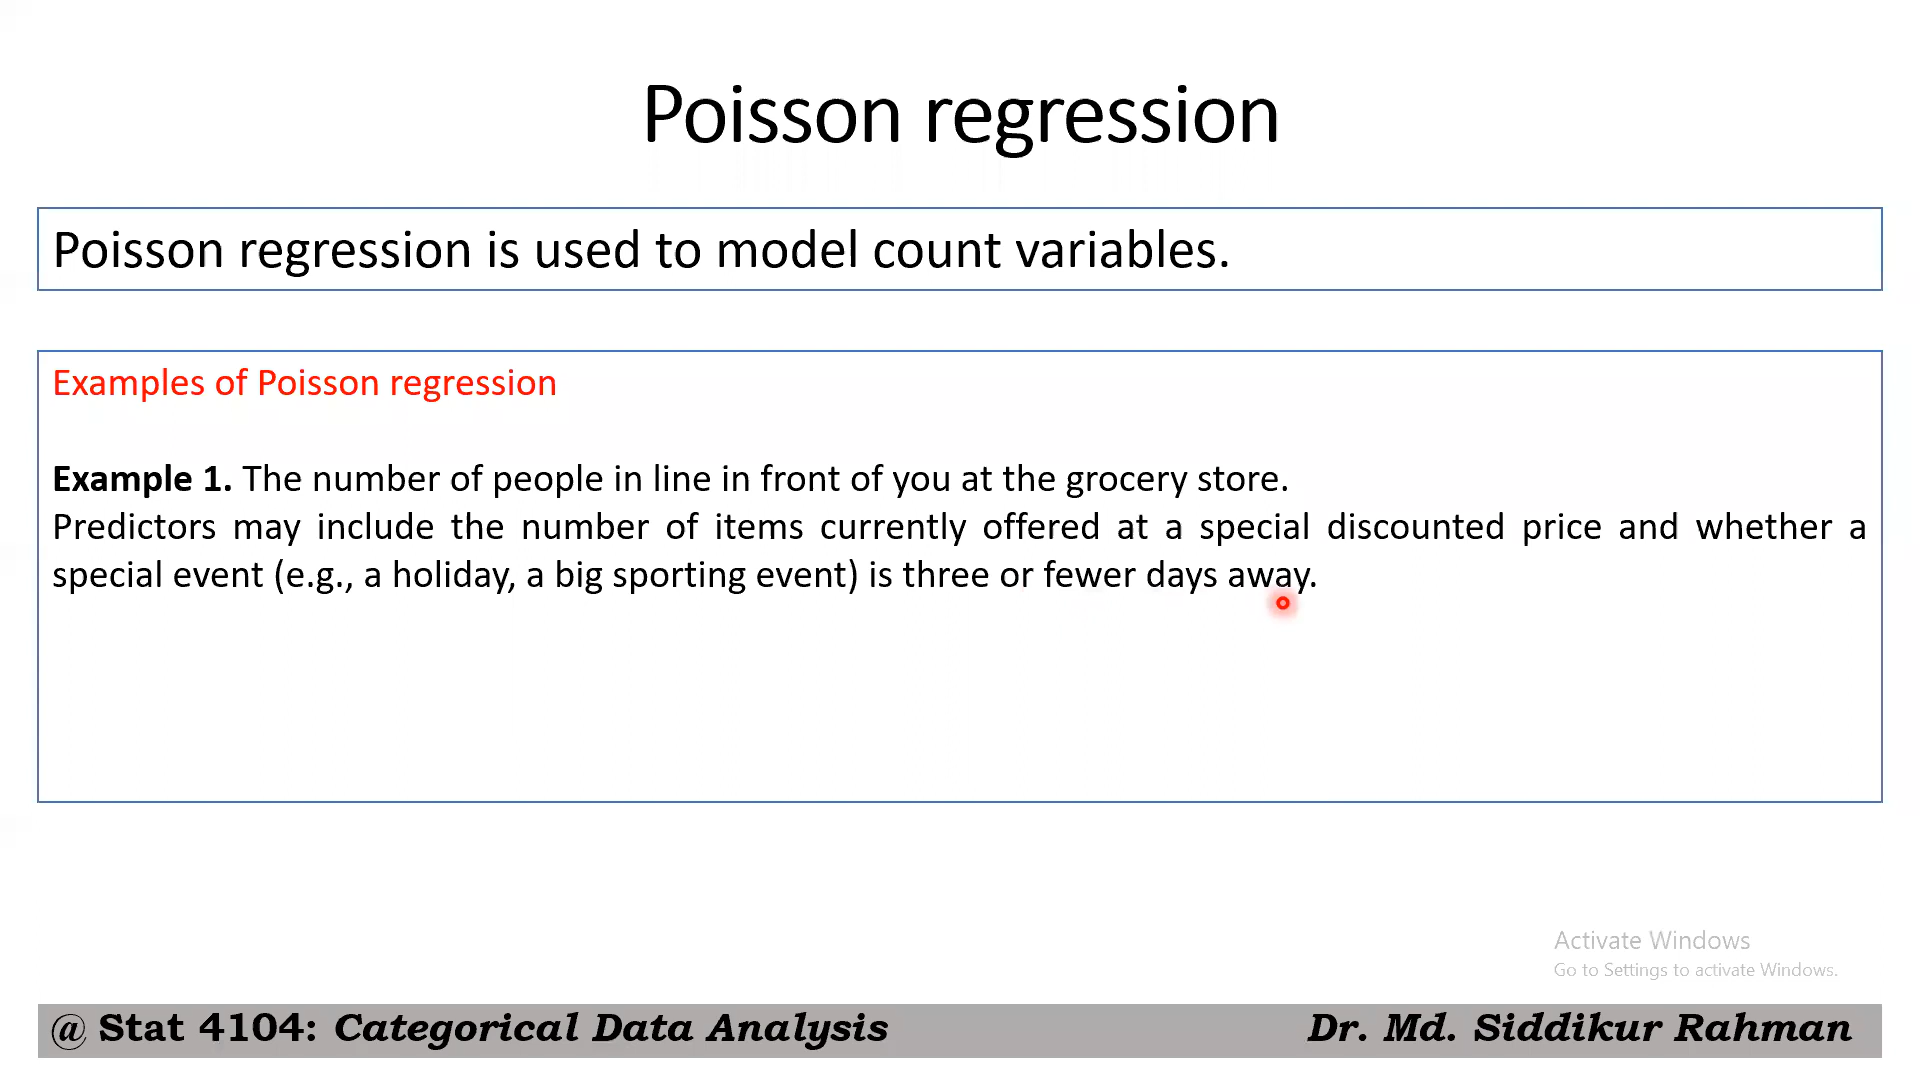 Poisson regression
Poisson regression is used to model count variables.
Examples of Poisson regression
Example 1. The number of people in line in front of you at the grocery store.
Predictors may include the number of items currently offered at a special discounted price and whether a
special event (e.g., a holiday, a big sporting event) is three or fewer days away.
Activate Windows
Go to Settings to activate Windows.
@ Stat 4104: Categorical Data Analysis
Dr. Md. Siddikur Rahman